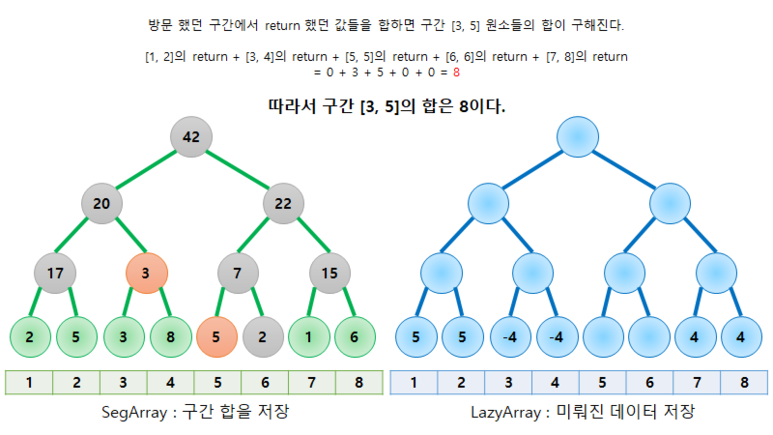 방문 했던 구간에서 return 했던 값들을 합하면 구간 [3, 5] 원소들의 합이 구해진다.
[1, 2]의 return + [3, 4]의 return + [5, 5]의 return + [6, 6]의 return + [7, 8]의 return
= 0 + 3 + 5 + 0 + 0 = 8
따라서 구간 [3, 5]의 합은 8이다.
42
20 22
17 3 7 15
2 5 3 8 5 2 1 6
1 2 3 4 5 6 7 8
SegArray : 구간 합을 저장
5 5 -4 -4 4 4
1 2 3 4 5 6 7 8
LazyArray : 미뤄진 데이터 저장